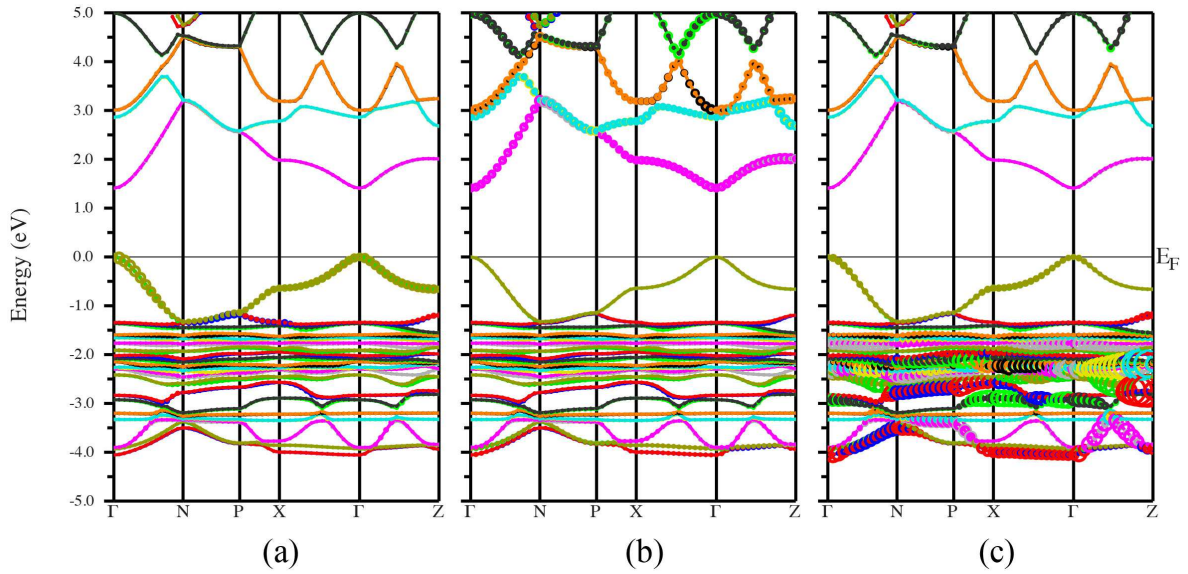 Energy (eV)
5.0
4.0
3.0
2.0
1.0
0.0
-1.0
-2.0
-3.0
-4.0
-5.0
Γ N P X Γ Z
Γ N P X Γ Z
Γ N P X Γ Z
E_F
(a) (b) (c)